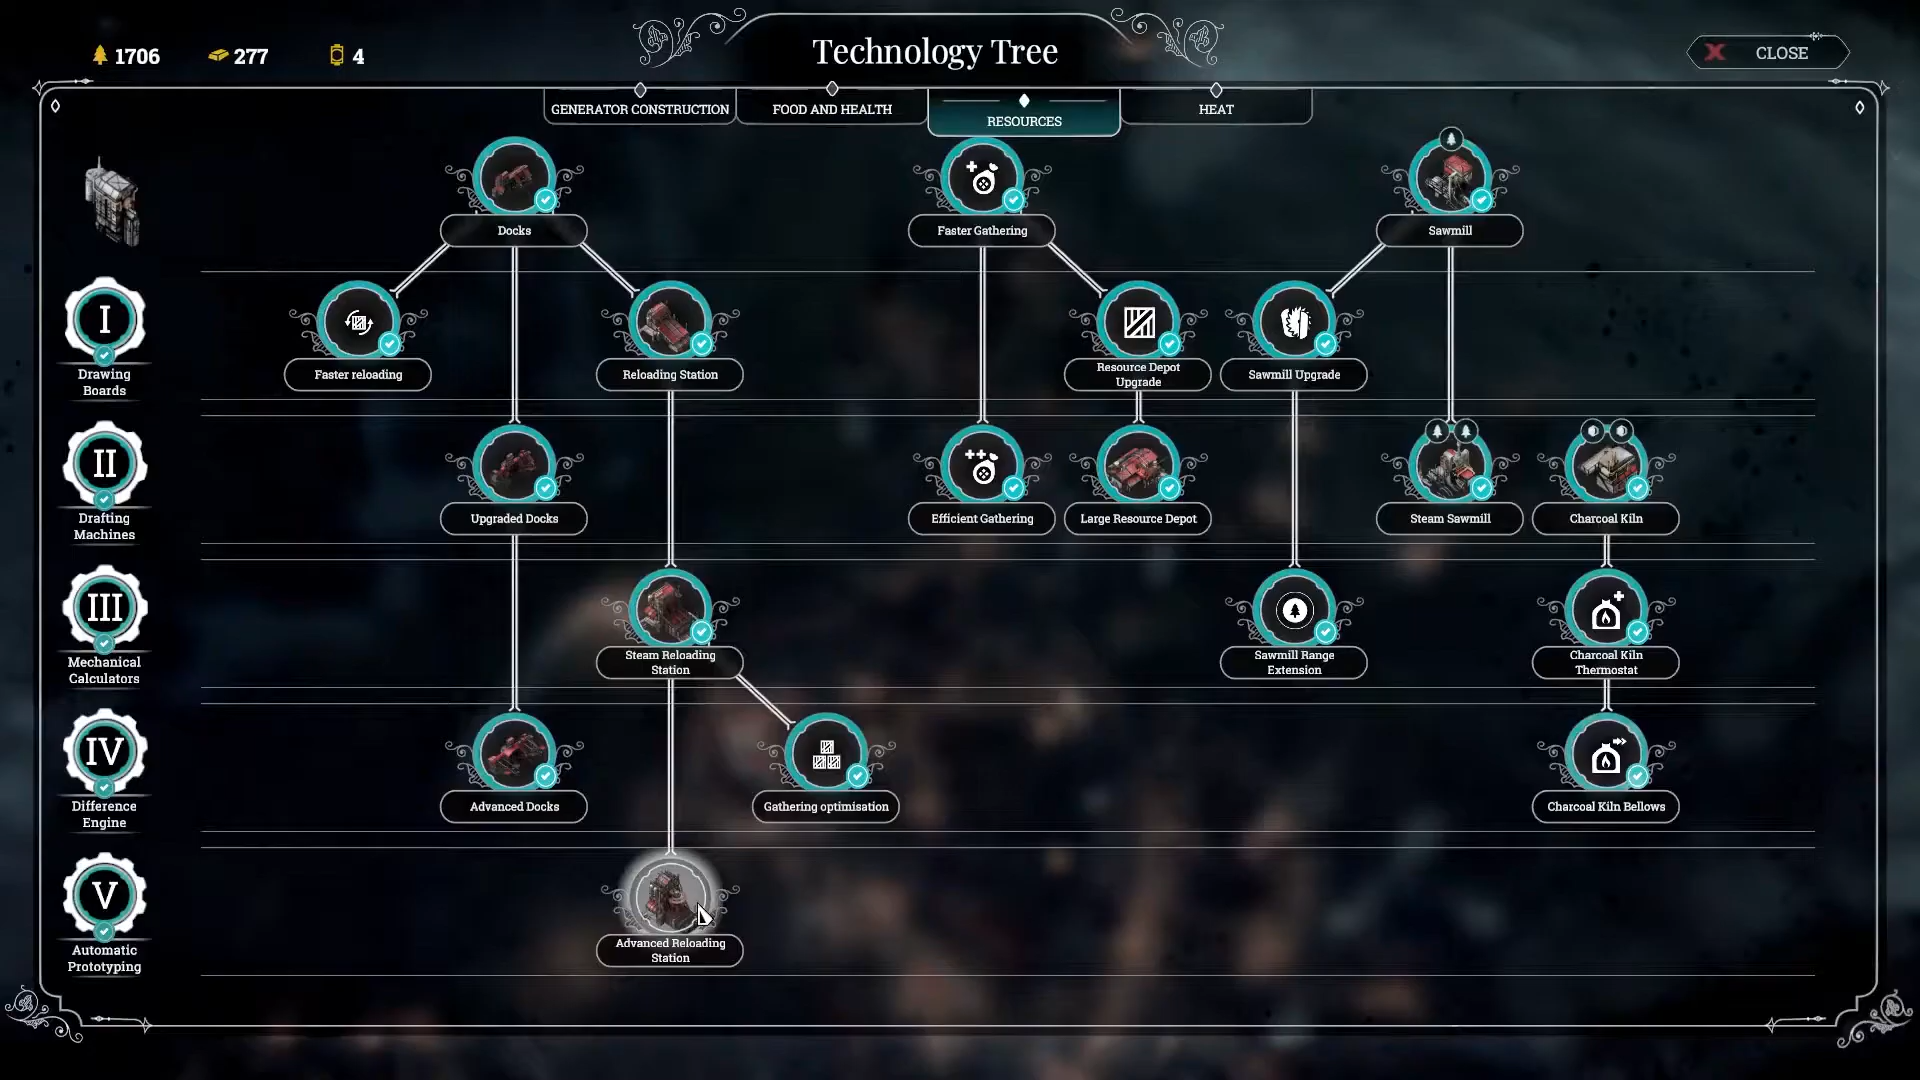 1706
277
4
Technology Tree
CLOSE
GENERATOR CONSTRUCTION
FOOD AND HEALTH
RESOURCES
HEAT
Docks
Faster Gathering
Sawmill
I
Drawing
Boards
Faster reloading
Reloading Station
Resource Depot
Upgrade
Sawmill Upgrade
II
Drafting
Machines
Upgraded Docks
Efficient Gathering
Large Resource Depot
Steam Sawmill
Charcoal Kiln
III
Mechanical
Calculators
Steam Reloading
Station
Sawmill Range
Extension
Charcoal Kiln
Thermostat
IV
Difference
Engine
Advanced Docks
Gathering optimisation
Charcoal Kiln Bellows
V
Automatic
Prototyping
Advanced Reloading
Station